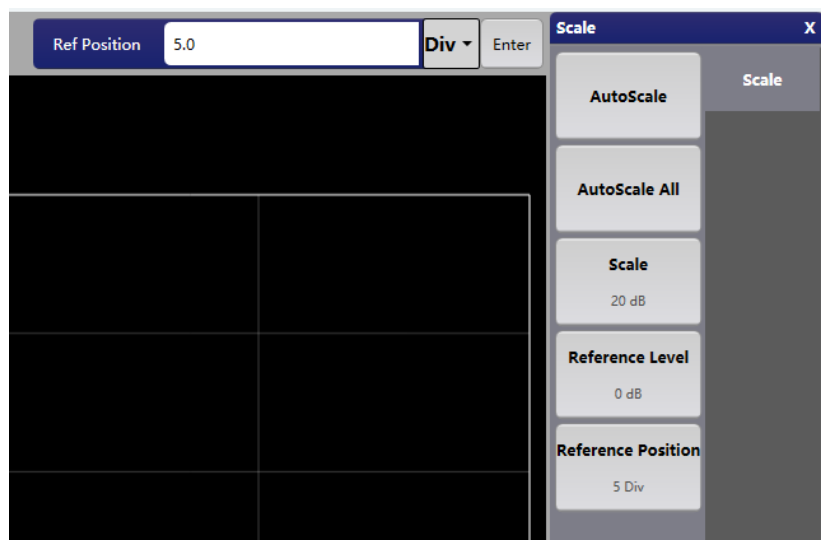 Ref Position
5.0
Div
Enter
Scale
X
AutoScale
Scale
AutoScale All
Scale
20 dB
Reference Level
0 dB
Reference Position
5 Div